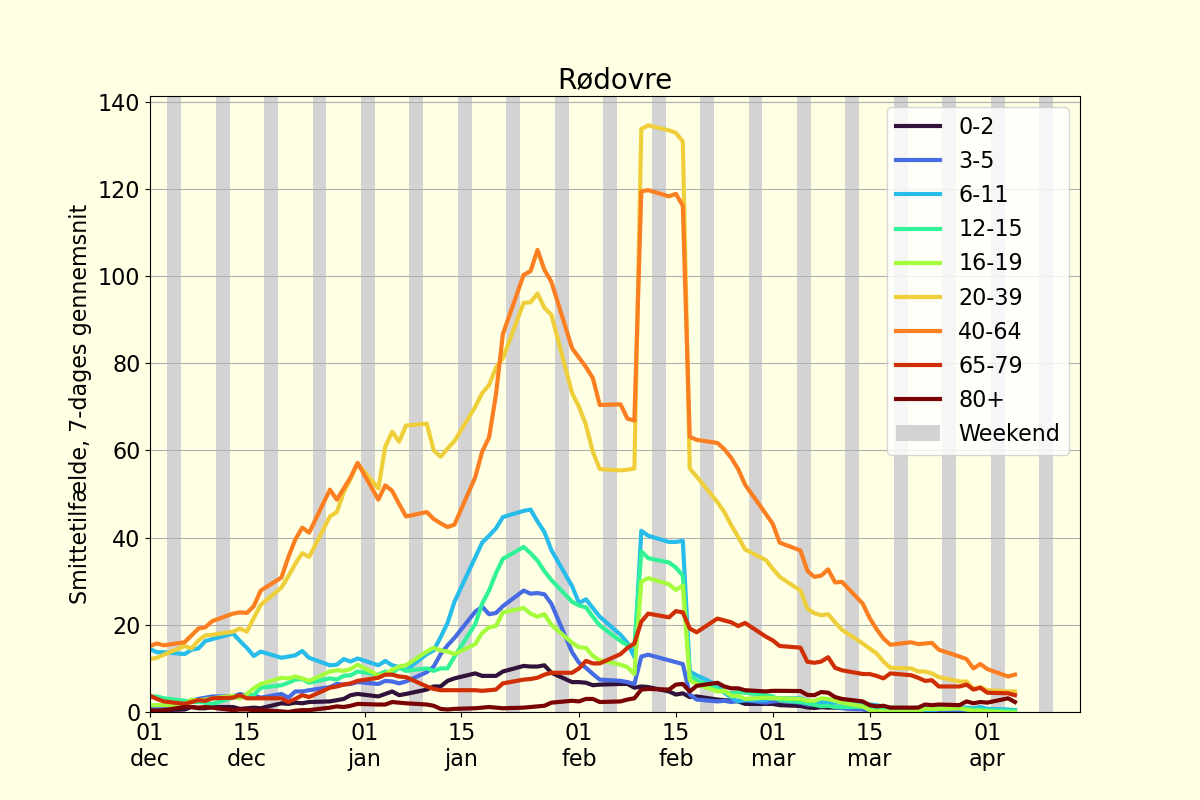 Rødovre
Smittetilfælde, 7-dages gennemsnit
140
120
100
80
60
40
20
0
01 dec
15 dec
01 jan
15 jan
01 feb
15 feb
01 mar
15 mar
01 apr
0-2
3-5
6-11
12-15
16-19
20-39
40-64
65-79
80+
Weekend